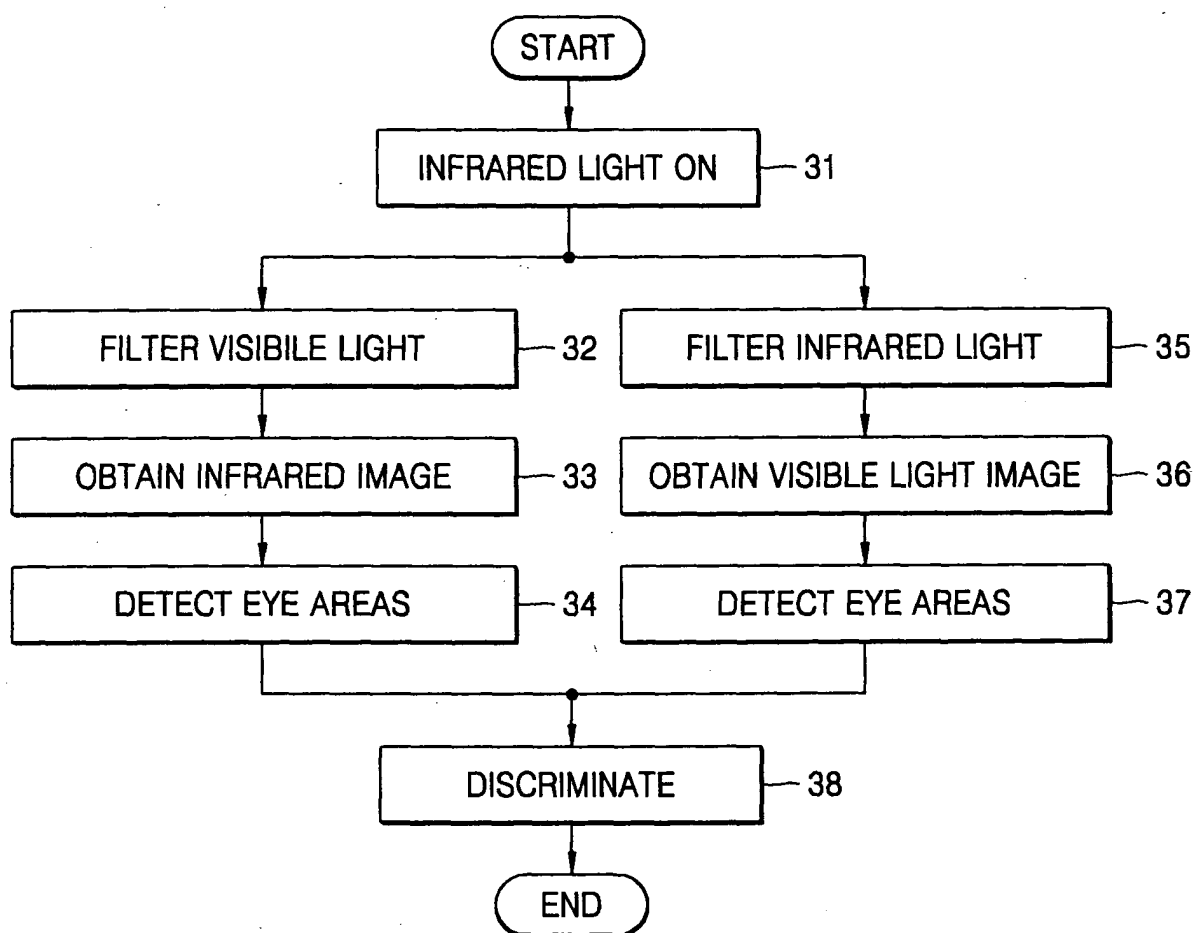 START
INFRARED LIGHT ON
31
FILTER VISIBILE LIGHT
32
FILTER INFRARED LIGHT
35
OBTAIN INFRARED IMAGE
33
OBTAIN VISIBLE LIGHT IMAGE
36
DETECT EYE AREAS
34
DETECT EYE AREAS
37
DISCRIMINATE
38
END